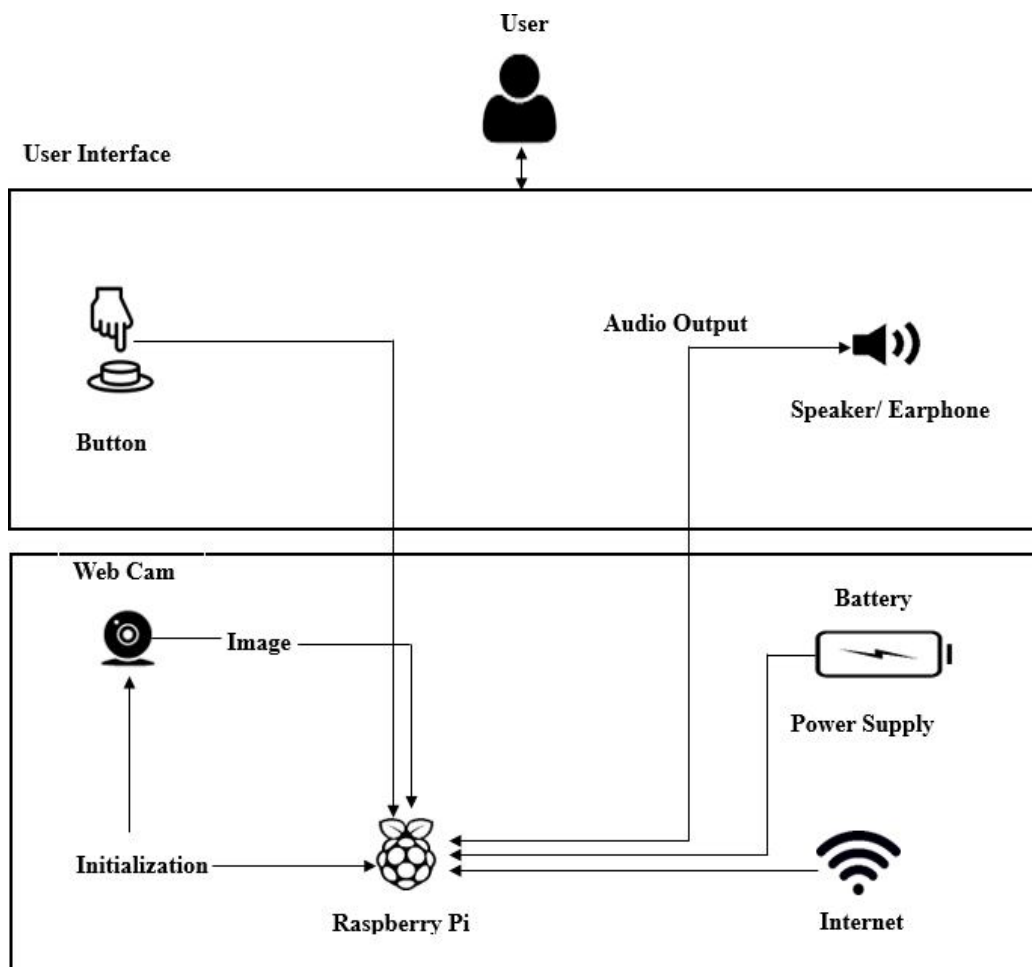 User
User Interface
Audio Output
Speaker/ Earphone
Button
Web Cam
Image
Battery
Power Supply
Initialization
Raspberry Pi
Internet